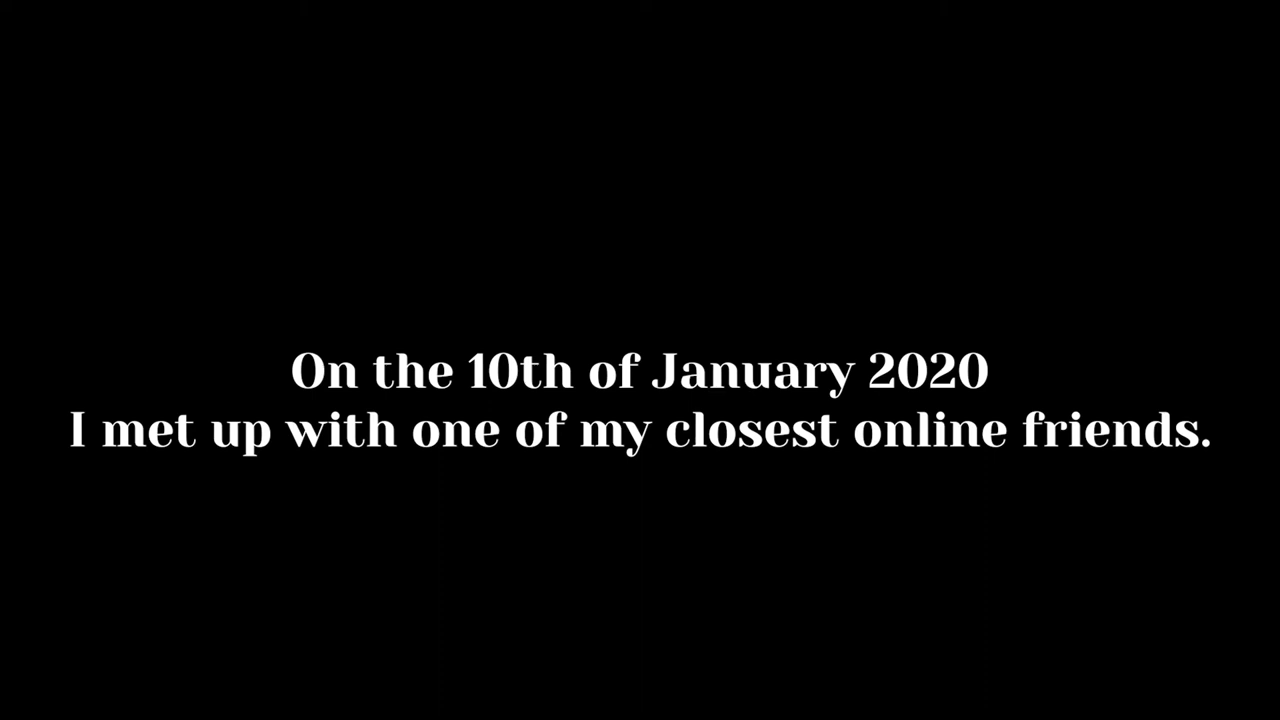 On the 10th of January 2020
I met up with one of my closest online friends.